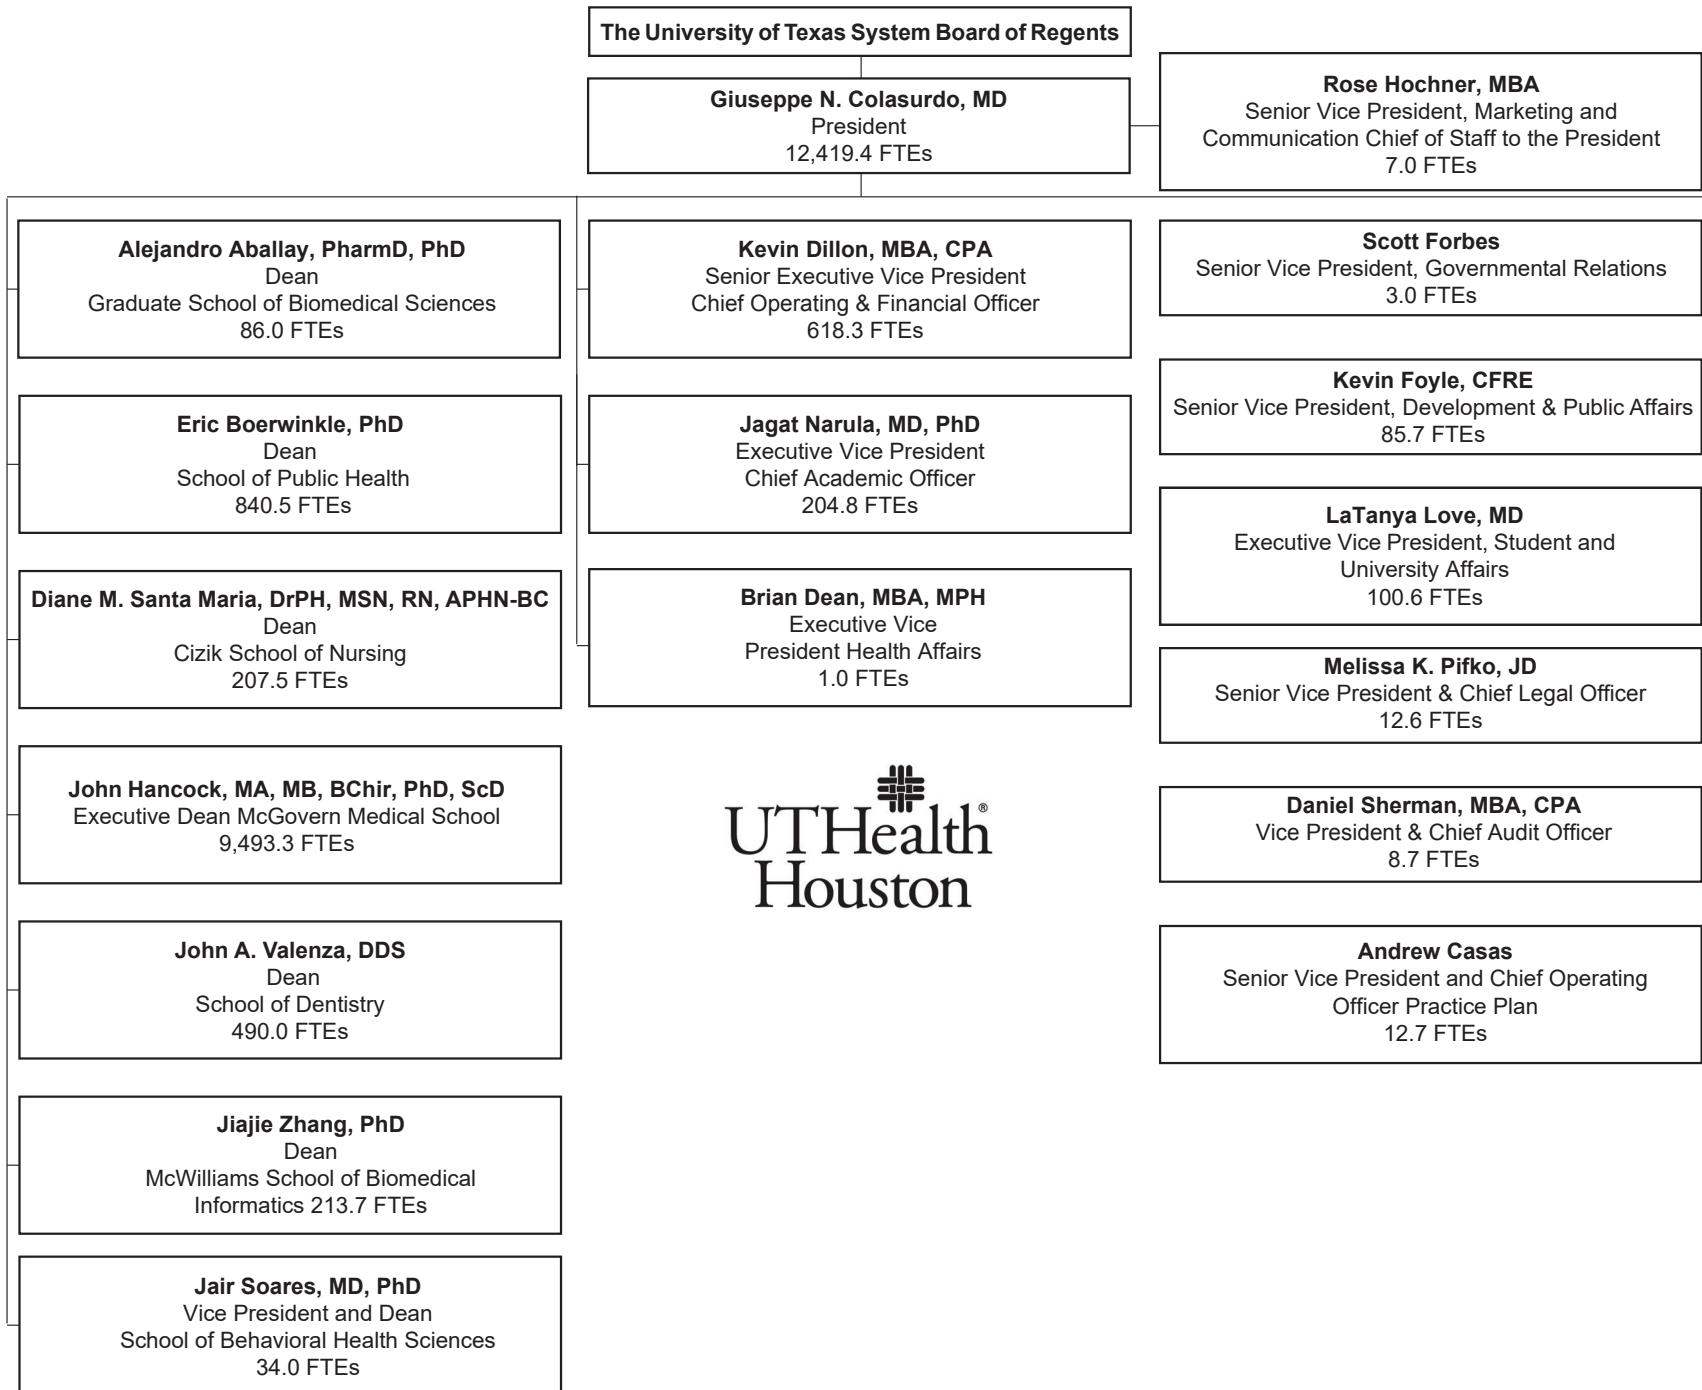 The University of Texas System Board of Regents
Giuseppe N. Colasurdo, MD
President
12,419.4 FTEs
Rose Hochner, MBA
Senior Vice President, Marketing and
Communication Chief of Staff to the President
7.0 FTEs
Alejandro Aballay, PharmD, PhD
Dean
Graduate School of Biomedical Sciences
86.0 FTEs
Eric Boerwinkle, PhD
Dean
School of Public Health
840.5 FTEs
Diane M. Santa Maria, DrPH, MSN, RN, APHN-BC
Dean
Cizik School of Nursing
207.5 FTEs
John Hancock, MA, MB, BChir, PhD, ScD
Executive Dean McGovern Medical School
9,493.3 FTEs
John A. Valenza, DDS
Dean
School of Dentistry
490.0 FTEs
Jiajie Zhang, PhD
Dean
McWilliams School of Biomedical
Informatics 213.7 FTEs
Jair Soares, MD, PhD
Vice President and Dean
School of Behavioral Health Sciences
34.0 FTEs
Kevin Dillon, MBA, CPA
Senior Executive Vice President
Chief Operating & Financial Officer
618.3 FTEs
Jagat Narula, MD, PhD
Executive Vice President
Chief Academic Officer
204.8 FTEs
Brian Dean, MBA, MPH
Executive Vice
President Health Affairs
1.0 FTEs
UTHealth®
Houston
Scott Forbes
Senior Vice President, Governmental Relations
3.0 FTEs
Kevin Foyle, CFRE
Senior Vice President, Development & Public Affairs
85.7 FTEs
LaTanya Love, MD
Executive Vice President, Student and
University Affairs
100.6 FTEs
Melissa K. Pifko, JD
Senior Vice President & Chief Legal Officer
12.6 FTEs
Daniel Sherman, MBA, CPA
Vice President & Chief Audit Officer
8.7 FTEs
Andrew Casas
Senior Vice President and Chief Operating
Officer Practice Plan
12.7 FTEs